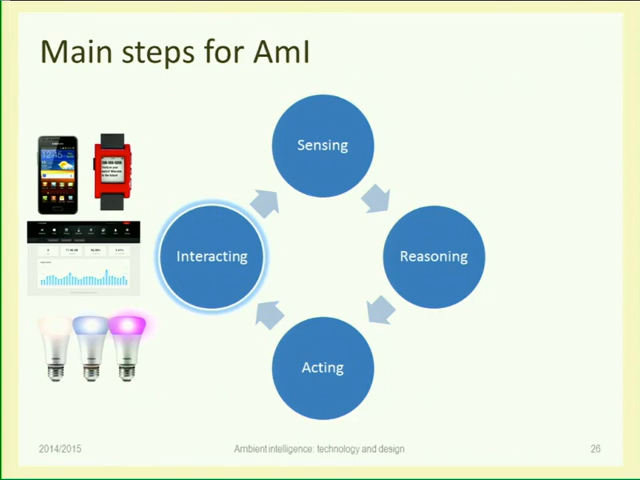 Main steps for AmI
Sensing
Interacting
Reasoning
Acting
2014/2015
Ambient intelligence: technology and design
26